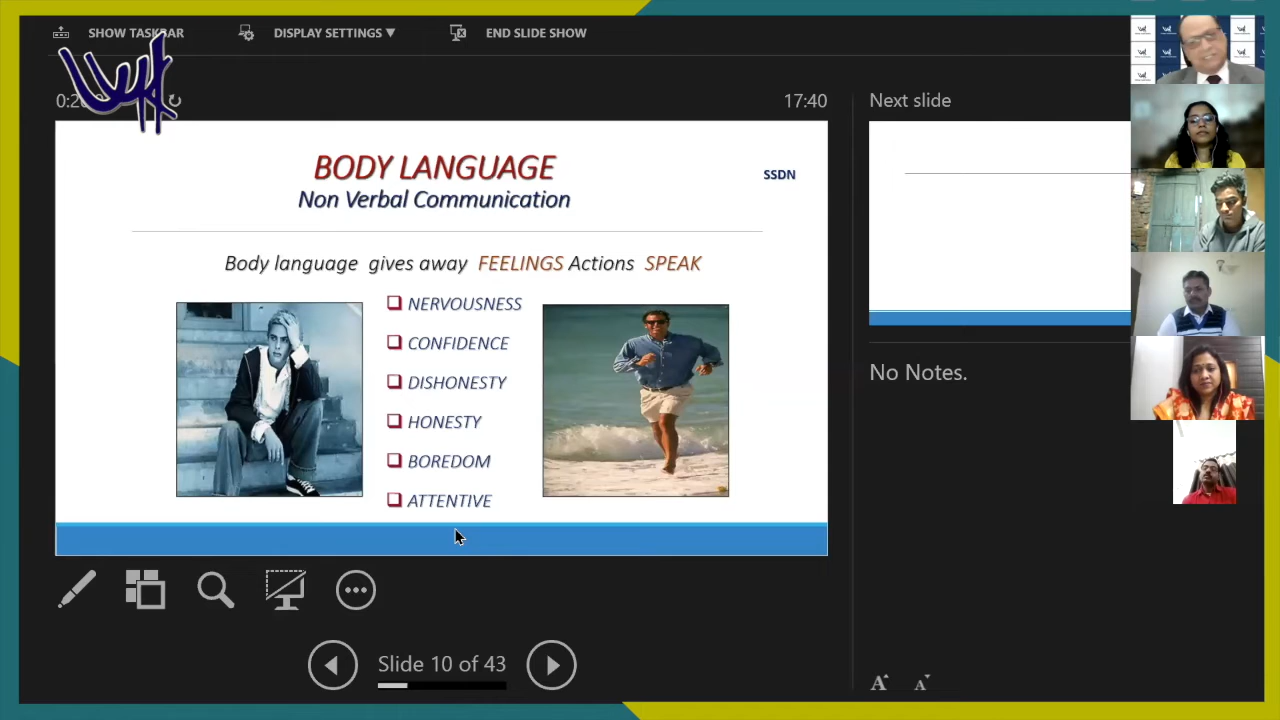 SHOW TASKBAR
DISPLAY SETTINGS ▼
END SLIDE SHOW
17:40
Next slide
BODY LANGUAGE
Non Verbal Communication
SSDN
Body language gives away FEELINGS Actions SPEAK
NERVOUSNESS
CONFIDENCE
DISHONESTY
HONESTY
BOREDOM
ATTENTIVE
No Notes.
Slide 10 of 43
A A